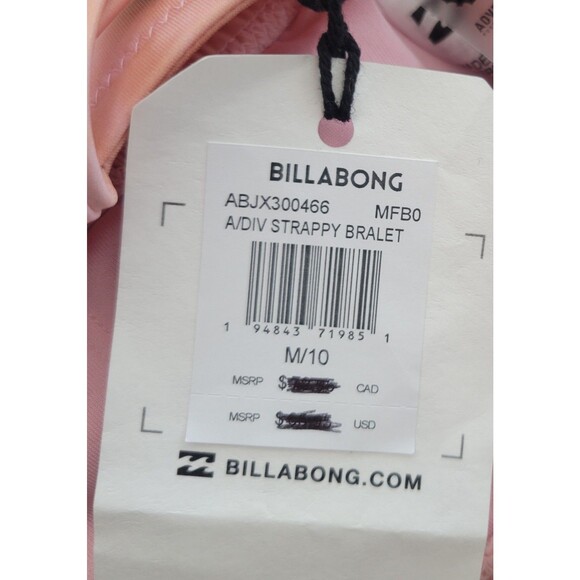 BILLABONG
ABJX300466 MFB0
A/DIV STRAPPY BRALET
1 94843 71985 1
M/10
MSRP $ CAD
MSRP $ USD
BILLABONG.COM